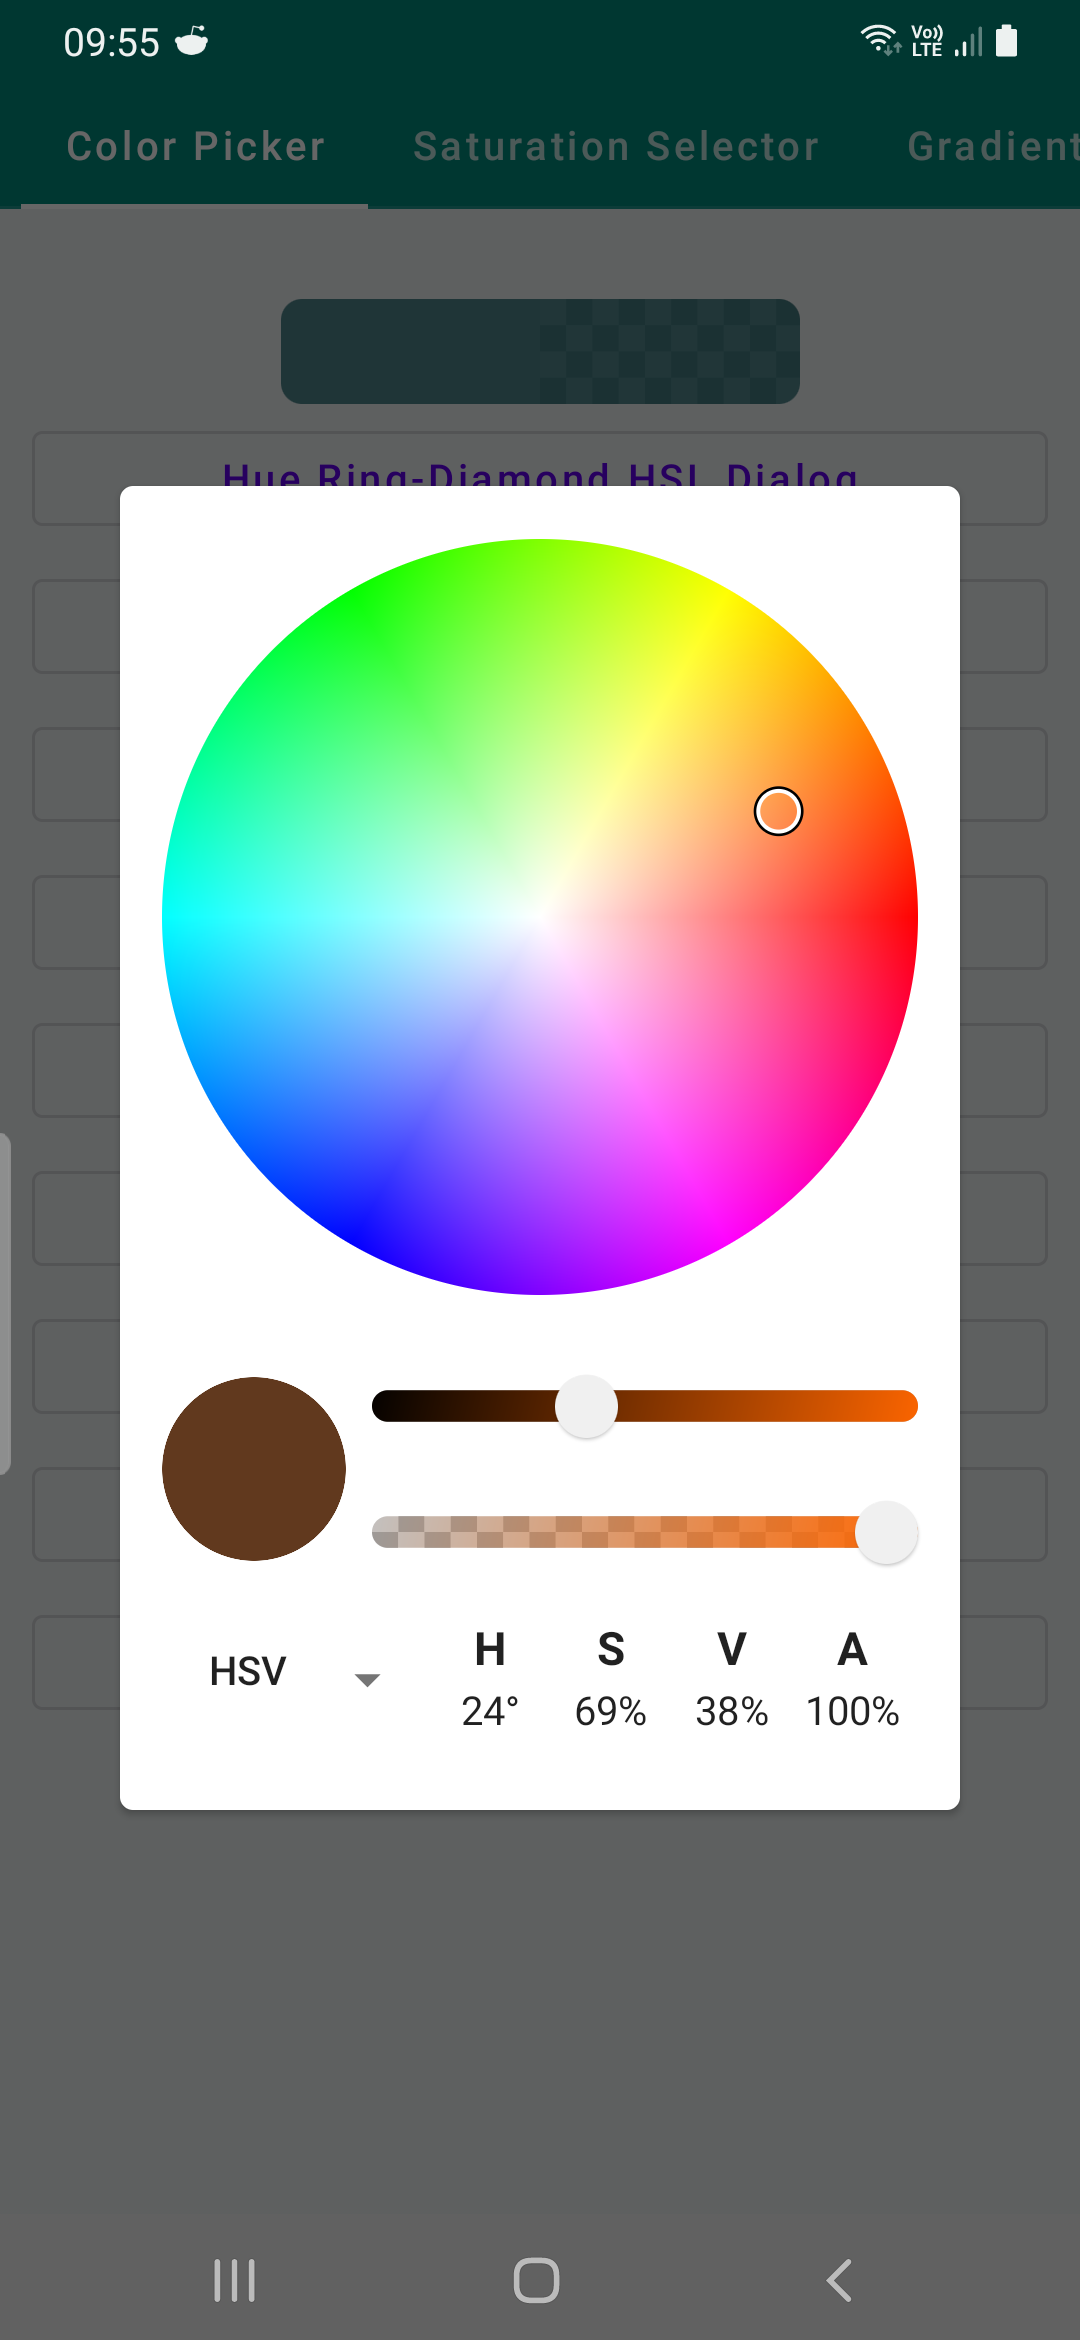 09:55
Vo)) LTE
Color Picker Saturation Selector Gradient
Hue Ring-Diamond HSL Dialog
HSV
H S V A
24° 69% 38% 100%